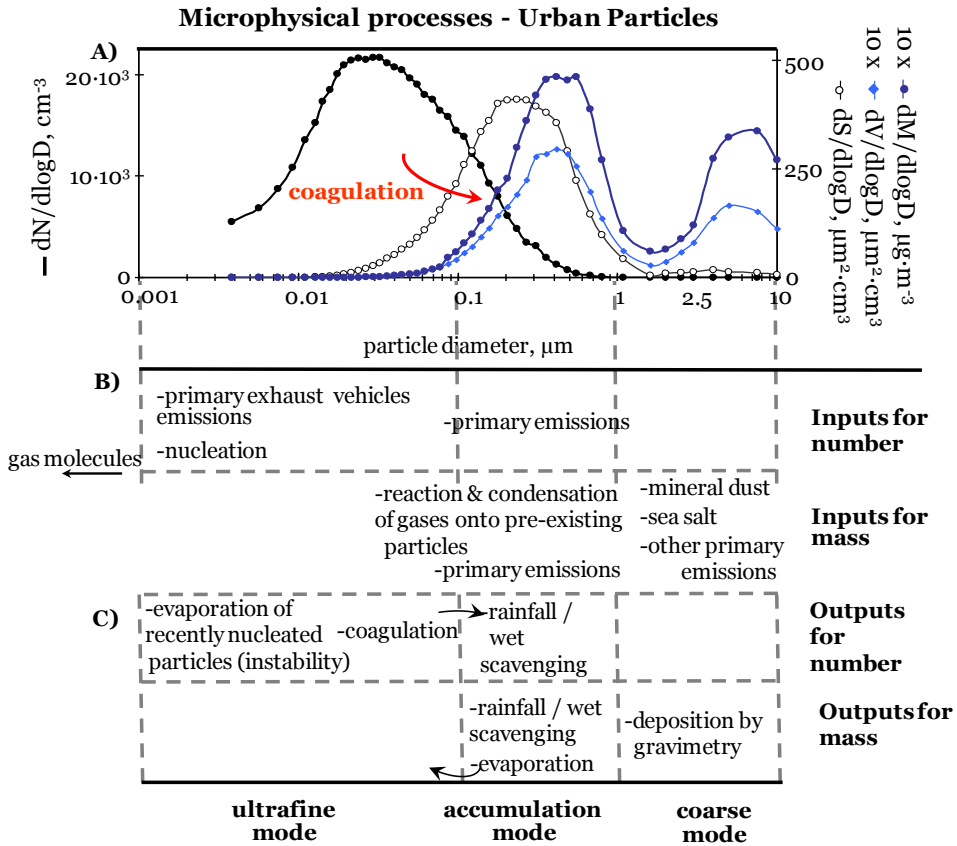 Microphysical processes - Urban Particles
A)
— dN/dlogD, cm-3
20·10³
10·10³
0
500
250
0
10 x dM/dlogD, µg·m-3
10 x dV/dlogD, µm²·cm³
dS/dlogD, µm²·cm³
coagulation
0.001
0.01
0.1
1
2.5
10
particle diameter, µm
B)
-primary exhaust vehicles
emissions
-nucleation
-primary emissions
Inputs for
number
gas molecules
-reaction & condensation
of gases onto pre-existing
particles
-primary emissions
-mineral dust
-sea salt
-other primary
emissions
Inputs for
mass
C)
-evaporation of
recently nucleated
particles (instability)
-coagulation
-rainfall /
wet
scavenging
Outputs
for
number
-rainfall / wet
scavenging
-evaporation
-deposition by
gravimetry
Outputs for
mass
ultrafine
mode
accumulation
mode
coarse
mode